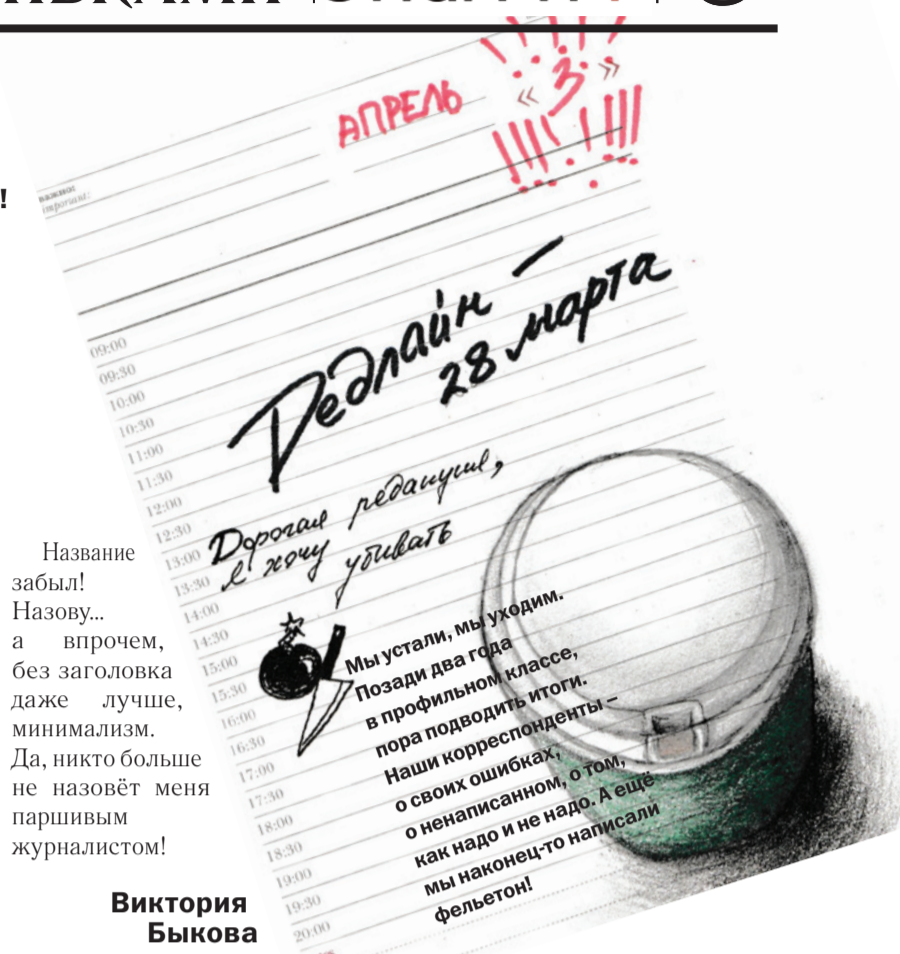 АПРЕЛЬ
« 3 »
!
Дедлайн –
28 марта
09:00
09:30
10:00
10:30
11:00
11:30
12:00
12:30
13:00
13:30
14:00
14:30
15:00
15:30
16:00
16:30
17:00
17:30
18:00
18:30
19:00
19:30
20:00
Дорогая редакция,
я хочу убивать
Название
забыл!
Назову...
а впрочем,
без заголовка
даже лучше,
минимализм.
Да, никто больше
не назовёт меня
паршивым
журналистом!
Виктория
Быкова
Мы устали, мы уходим.
Позади два года
в профильном классе,
пора подводить итоги.
Наши корреспонденты –
о своих ошибках,
о ненаписанном, о том,
как надо и не надо. А ещё
мы наконец-то написали
фельетон!